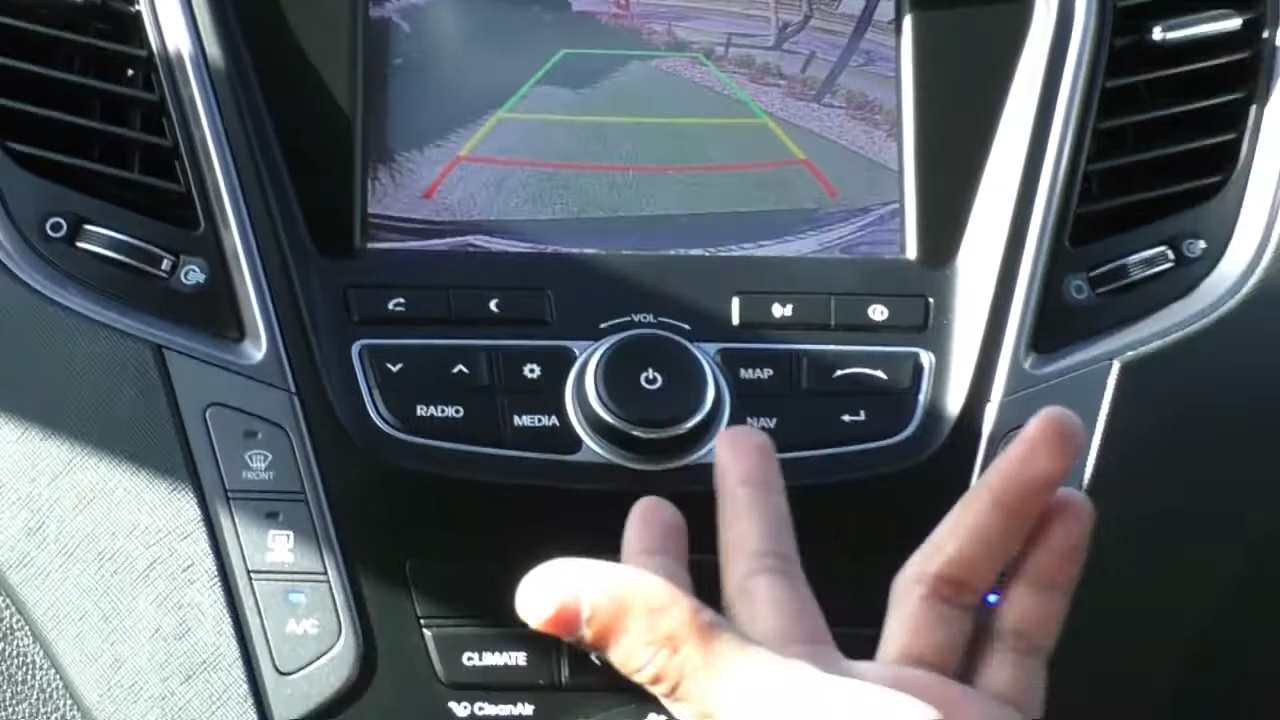 VOL
MAP
RADIO
MEDIA
NAV
FRONT
A/C
CLIMATE
CleanAir